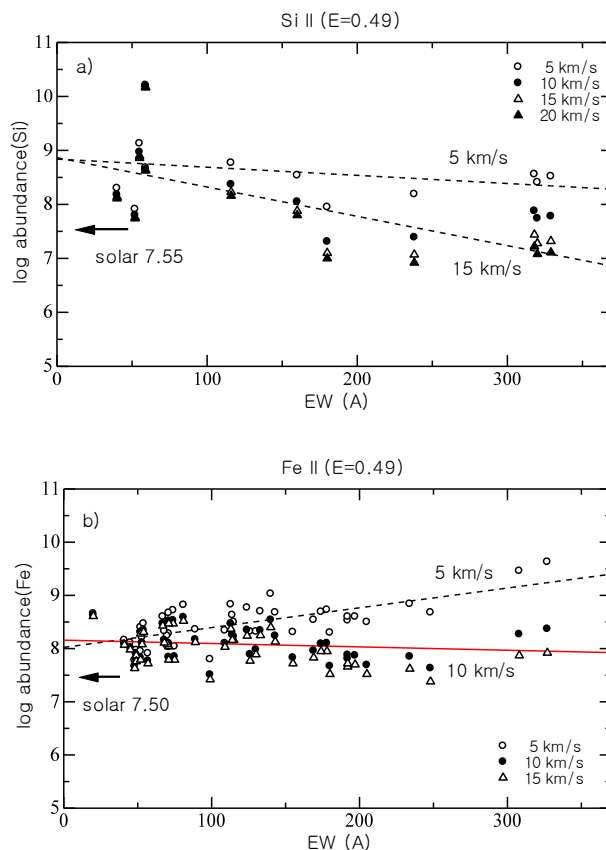 Si II (E=0.49)
a)
5 km/s
10 km/s
15 km/s
20 km/s
11
10
9
8
7
6
5
log abundance(Si)
5 km/s
15 km/s
solar 7.55
0 100 200 300
EW (A)
Fe II (E=0.49)
b)
11
10
9
8
7
6
5
log abundance(Fe)
5 km/s
10 km/s
solar 7.50
5 km/s
10 km/s
15 km/s
0 100 200 300
EW (A)